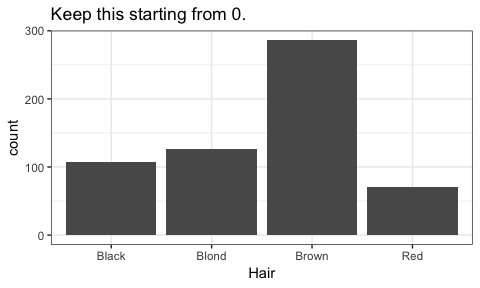 Keep this starting from 0.
300
200
100
0
count
Black Blond Brown Red
Hair